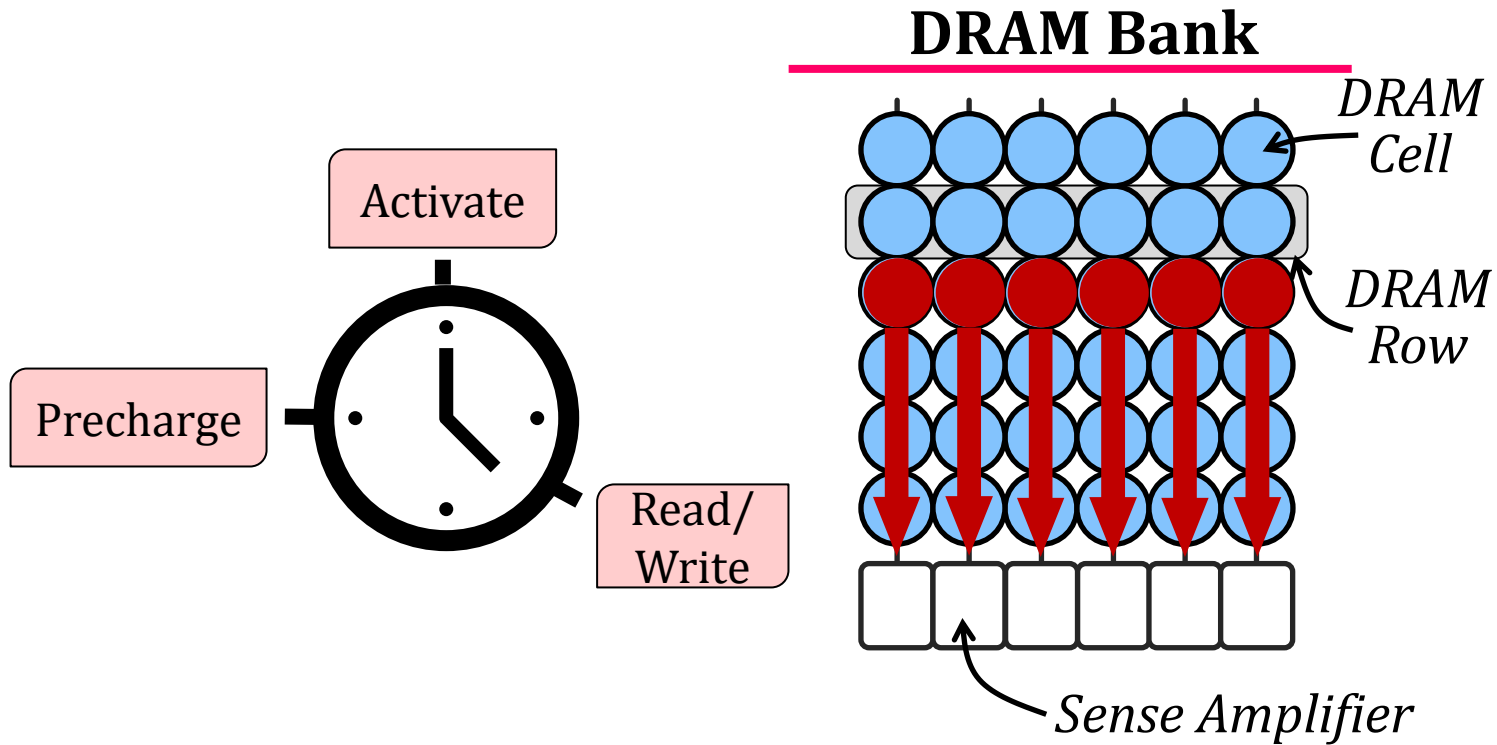 DRAM Bank
DRAM
Cell
Activate
DRAM
Row
Precharge
Read/
Write
Sense Amplifier